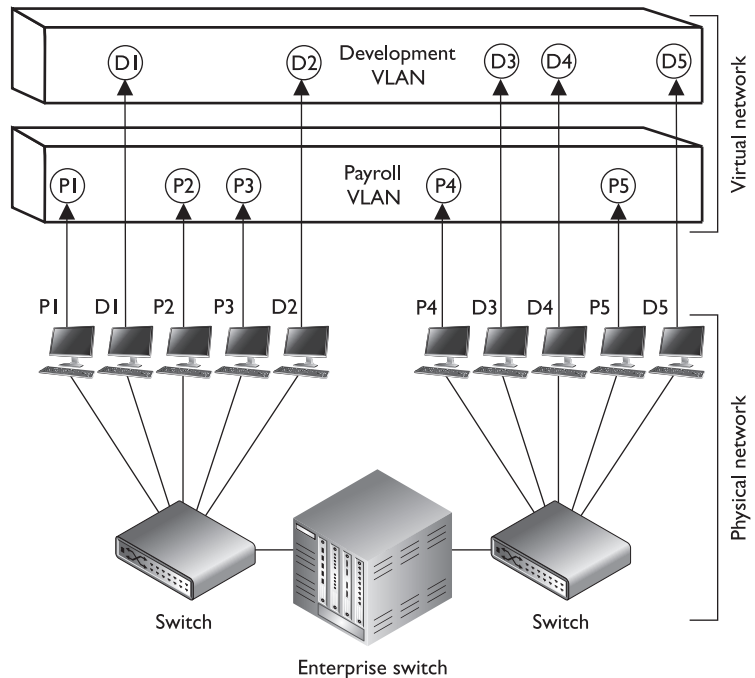 D1
D2
Development
VLAN
D3
D4
D5
P1
P2
P3
Payroll
VLAN
P4
P5
Virtual network
P1
D1
P2
P3
D2
P4
D3
D4
P5
D5
Physical network
Switch
Switch
Enterprise switch